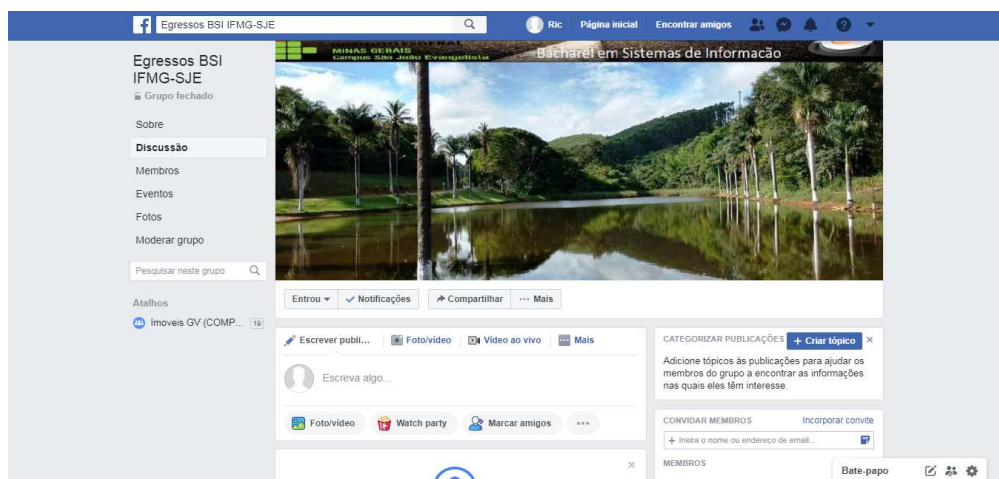 Egressos BSI IFMG-SJE
Ric
Página inicial
Encontrar amigos
Egressos BSI
IFMG-SJE
Grupo fechado
Sobre
Discussão
Membros
Eventos
Fotos
Moderar grupo
Pesquisar neste grupo
Atalhos
Imoveis GV (COMP...
19
MINAS GERAIS
Campus São João Evangelista
Bacharel em Sistemas de Informacão
Entrou
Notificações
Compartilhar
Mais
Escrever publi...
Foto/vídeo
Vídeo ao vivo
Mais
Escreva algo...
Foto/vídeo
Watch party
Marcar amigos
CATEGORIZAR PUBLICAÇÕES
+ Criar tópico
Adicione tópicos às publicações para ajudar os
membros do grupo a encontrar as informações
nas quais eles têm interesse.
CONVIDAR MEMBROS
Incorporar convite
+ Insira o nome ou endereço de email...
MEMBROS
Bate-papo